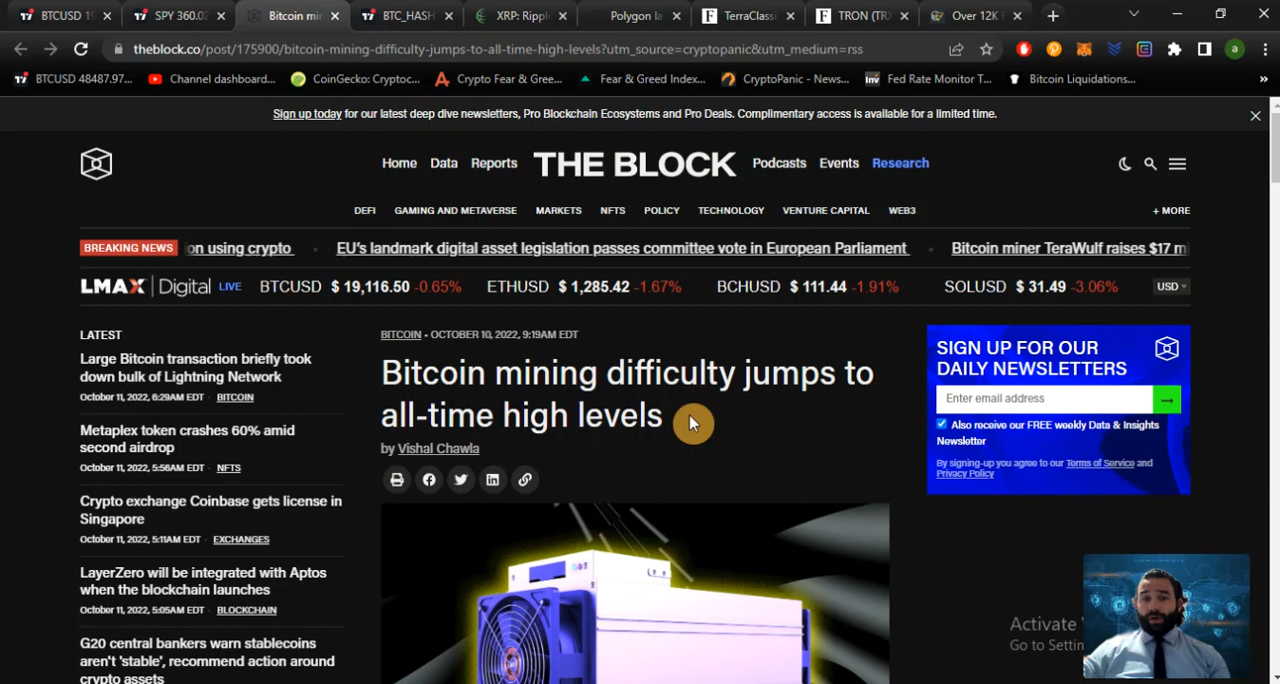 BTCUSD 19
SPY 360.02
Bitcoin mi
BTC_HASH
XRP: Rippl
Polygon la
TerraClass
TRON (TR
Over 12K
theblock.co/post/175900/bitcoin-mining-difficulty-jumps-to-all-time-high-levels?utm_source=cryptopanic&utm_medium=rss
a
BTCUSD 48487.97...
Channel dashboard...
CoinGecko: Cryptoc...
Crypto Fear & Gree...
Fear & Greed Index...
CryptoPanic - News...
Inv
Fed Rate Monitor T...
Bitcoin Liquidations...
»
Sign up today for our latest deep dive newsletters, Pro Blockchain Ecosystems and Pro Deals. Complimentary access is available for a limited time.
Home Data Reports THE BLOCK Podcasts Events Research
DEFI GAMING AND METAVERSE MARKETS NFTS POLICY TECHNOLOGY VENTURE CAPITAL WEB3 + MORE
BREAKING NEWS on using crypto • EU's landmark digital asset legislation passes committee vote in European Parliament • Bitcoin miner TeraWulf raises $17 m
LMAX | Digital LIVE BTCUSD $ 19,116.50 -0.65% ETHUSD $ 1,285.42 -1.67% BCHUSD $ 111.44 -1.91% SOLUSD $ 31.49 -3.06% USD
LATEST
Large Bitcoin transaction briefly took
down bulk of Lightning Network
October 11, 2022, 6:29AM EDT • BITCOIN
Metaplex token crashes 60% amid
second airdrop
October 11, 2022, 5:56AM EDT • NFTS
Crypto exchange Coinbase gets license in
Singapore
October 11, 2022, 5:11AM EDT • EXCHANGES
LayerZero will be integrated with Aptos
when the blockchain launches
October 11, 2022, 5:05AM EDT • BLOCKCHAIN
G20 central bankers warn stablecoins
aren't 'stable', recommend action around
crypto assets
BITCOIN • OCTOBER 10, 2022, 9:19AM EDT
Bitcoin mining difficulty jumps to
all-time high levels
by Vishal Chawla
SIGN UP FOR OUR
DAILY NEWSLETTERS
Enter email address
Also receive our FREE weekly Data & Insights
Newsletter
By signing-up you agree to our Terms of Service and
Privacy Policy
Activate
Go to Settin